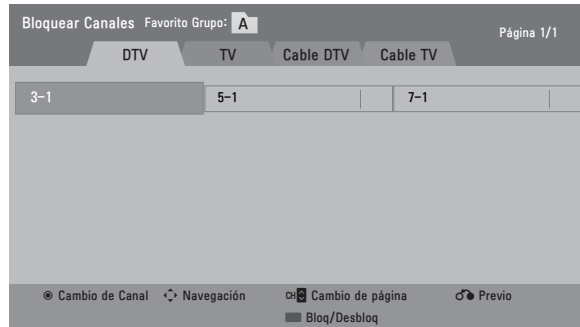 Bloquear Canales Favorito Grupo: A
Página 1/1
DTV TV Cable DTV Cable TV
3-1 5-1 7-1
Cambio de Canal Navegación CH Cambio de página Previo
Bloq/Desbloq